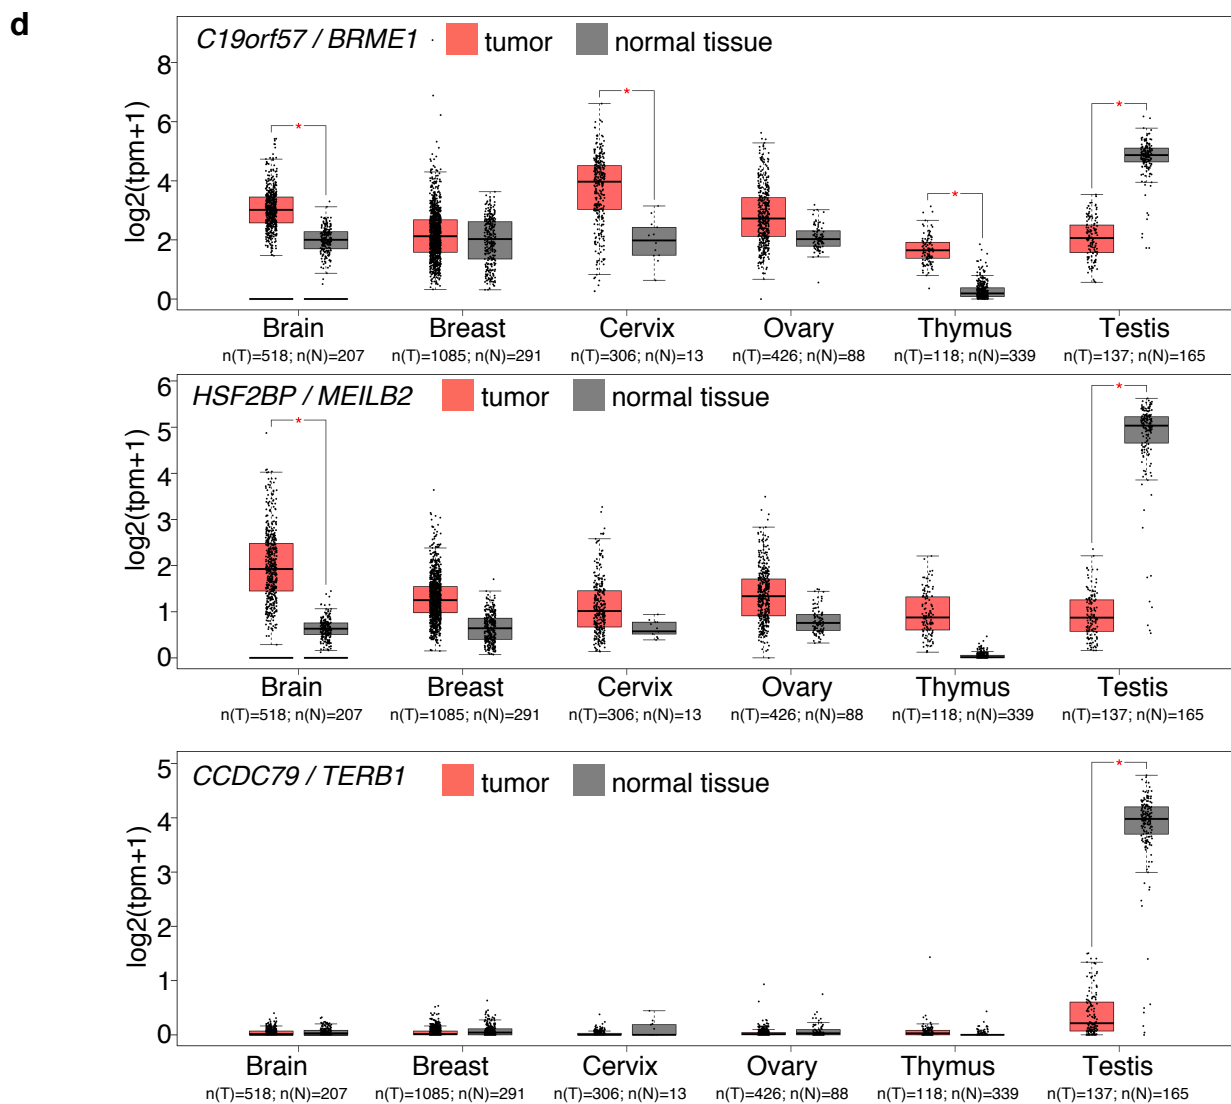 d
C19orf57 / BRME1 tumor normal tissue
log2(tpm+1)
8
6
4
2
0
* * * *
Brain Breast Cervix Ovary Thymus Testis
n(T)=518; n(N)=207 n(T)=1085; n(N)=291 n(T)=306; n(N)=13 n(T)=426; n(N)=88 n(T)=118; n(N)=339 n(T)=137; n(N)=165
HSF2BP / MEILB2 tumor normal tissue
log2(tpm+1)
6
5
4
3
2
1
0
* *
Brain Breast Cervix Ovary Thymus Testis
n(T)=518; n(N)=207 n(T)=1085; n(N)=291 n(T)=306; n(N)=13 n(T)=426; n(N)=88 n(T)=118; n(N)=339 n(T)=137; n(N)=165
CCDC79 / TERB1 tumor normal tissue
log2(tpm+1)
5
4
3
2
1
0
*
Brain Breast Cervix Ovary Thymus Testis
n(T)=518; n(N)=207 n(T)=1085; n(N)=291 n(T)=306; n(N)=13 n(T)=426; n(N)=88 n(T)=118; n(N)=339 n(T)=137; n(N)=165